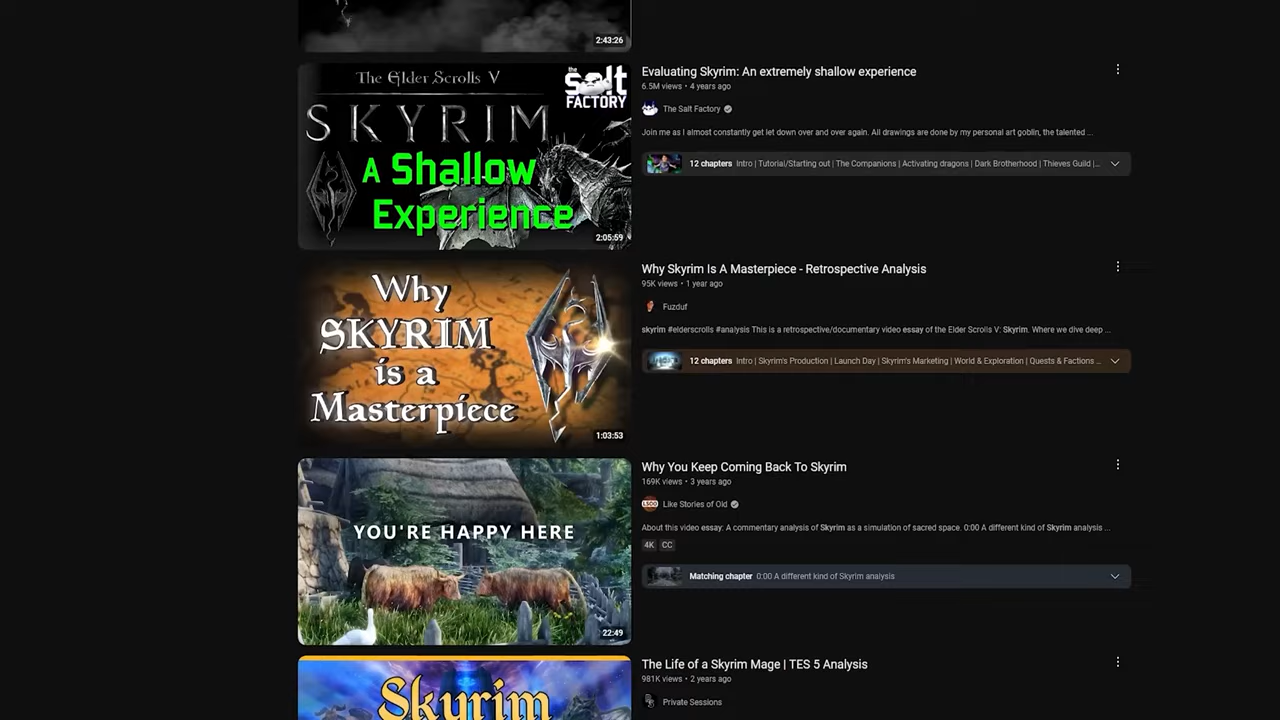 2:43:26
The Elder Scrolls V
the
Salt
FACTORY
SKYRIM
A Shallow
Experience
2:05:59
Evaluating Skyrim: An extremely shallow experience
6.5M views • 4 years ago
The Salt Factory
Join me as I almost constantly get let down over and over again. All drawings are done by my personal art goblin, the talented ...
12 chapters Intro | Tutorial/Starting out | The Companions | Activating dragons | Dark Brotherhood | Thieves Guild |...
Why
SKYRIM
is a
Masterpiece
1:03:53
Why Skyrim Is A Masterpiece - Retrospective Analysis
95K views • 1 year ago
Fuzduf
skyrim #elderscrolls #analysis This is a retrospective/documentary video essay of the Elder Scrolls V: Skyrim. Where we dive deep ...
12 chapters Intro | Skyrim's Production | Launch Day | Skyrim's Marketing | World & Exploration | Quests & Factions ...
YOU'RE HAPPY HERE
22:49
Why You Keep Coming Back To Skyrim
169K views • 3 years ago
LSOO
Like Stories of Old
About this video essay: A commentary analysis of Skyrim as a simulation of sacred space. 0:00 A different kind of Skyrim analysis ...
4K CC
Matching chapter 0:00 A different kind of Skyrim analysis
Skyrim
The Life of a Skyrim Mage | TES 5 Analysis
981K views • 2 years ago
Private Sessions